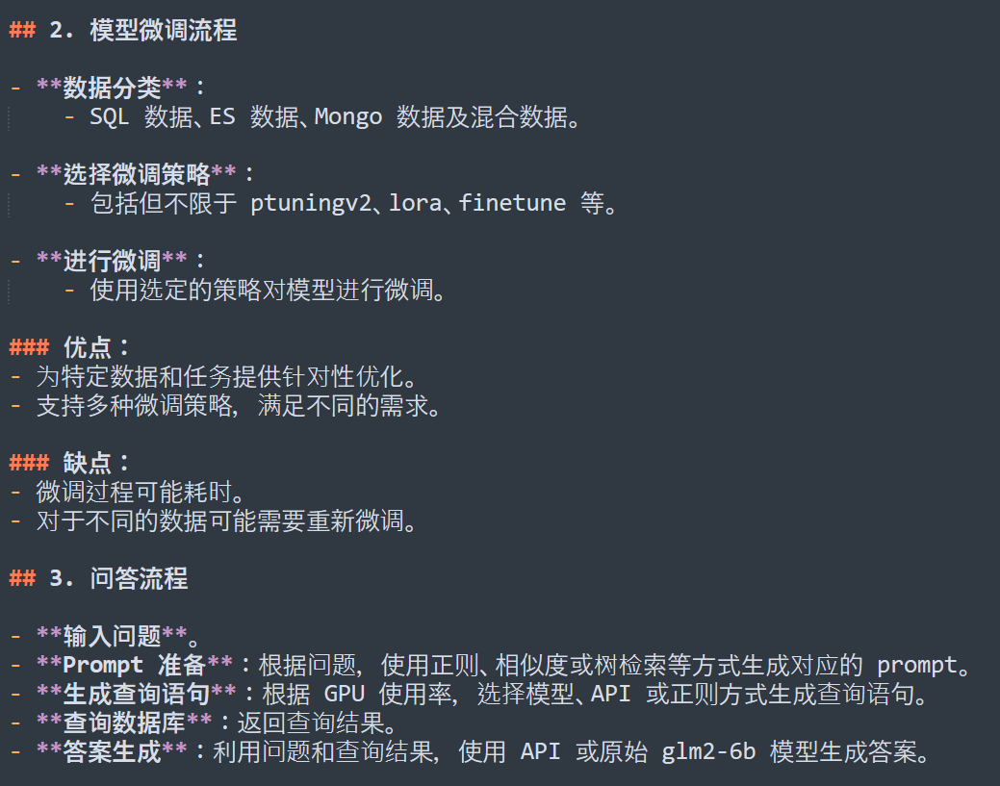 ## 2. 模型微调流程
- **数据分类**：
- SQL 数据、ES 数据、Mongo 数据及混合数据。
- **选择微调策略**：
- 包括但不限于 ptuningv2、lora、finetune 等。
- **进行微调**：
- 使用选定的策略对模型进行微调。
### 优点：
- 为特定数据和任务提供针对性优化。
- 支持多种微调策略，满足不同的需求。
### 缺点：
- 微调过程可能耗时。
- 对于不同的数据可能需要重新微调。
## 3. 问答流程
- **输入问题**。
- **Prompt 准备**：根据问题，使用正则、相似度或树检索等方式生成对应的 prompt。
- **生成查询语句**：根据 GPU 使用率，选择模型、API 或正则方式生成查询语句。
- **查询数据库**：返回查询结果。
- **答案生成**：利用问题和查询结果，使用 API 或原始 glm2-6b 模型生成答案。